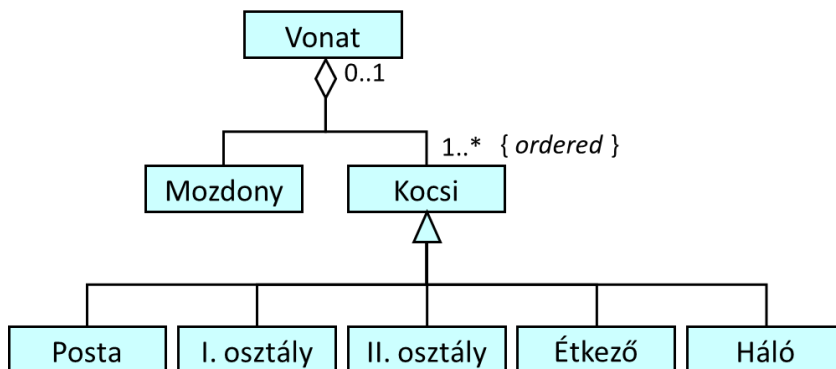 Vonat
0..1
1..* { ordered }
Mozdony Kocsi
Posta I. osztály II. osztály Étkező Háló